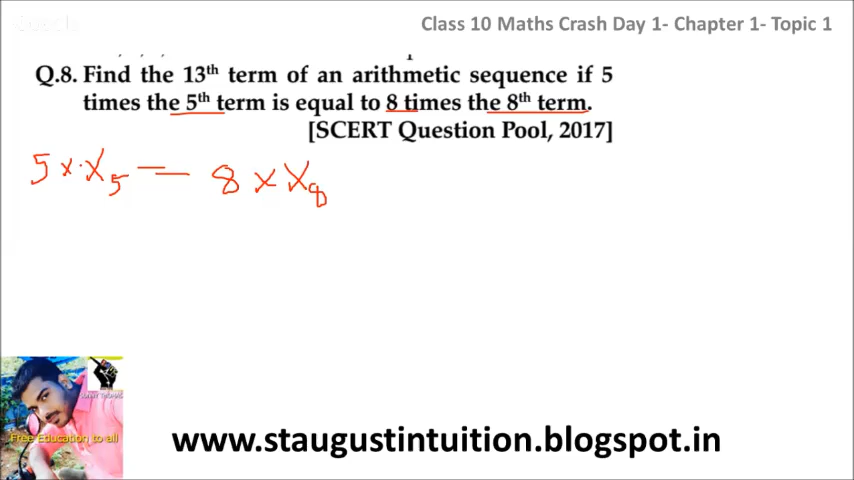 Class 10 Maths Crash Day 1- Chapter 1- Topic 1
Q.8. Find the 13th term of an arithmetic sequence if 5
times the 5th term is equal to 8 times the 8th term.
[SCERT Question Pool, 2017]
5 × x5 = 8 × x8
Free Education to all
www.staugustintuition.blogspot.in